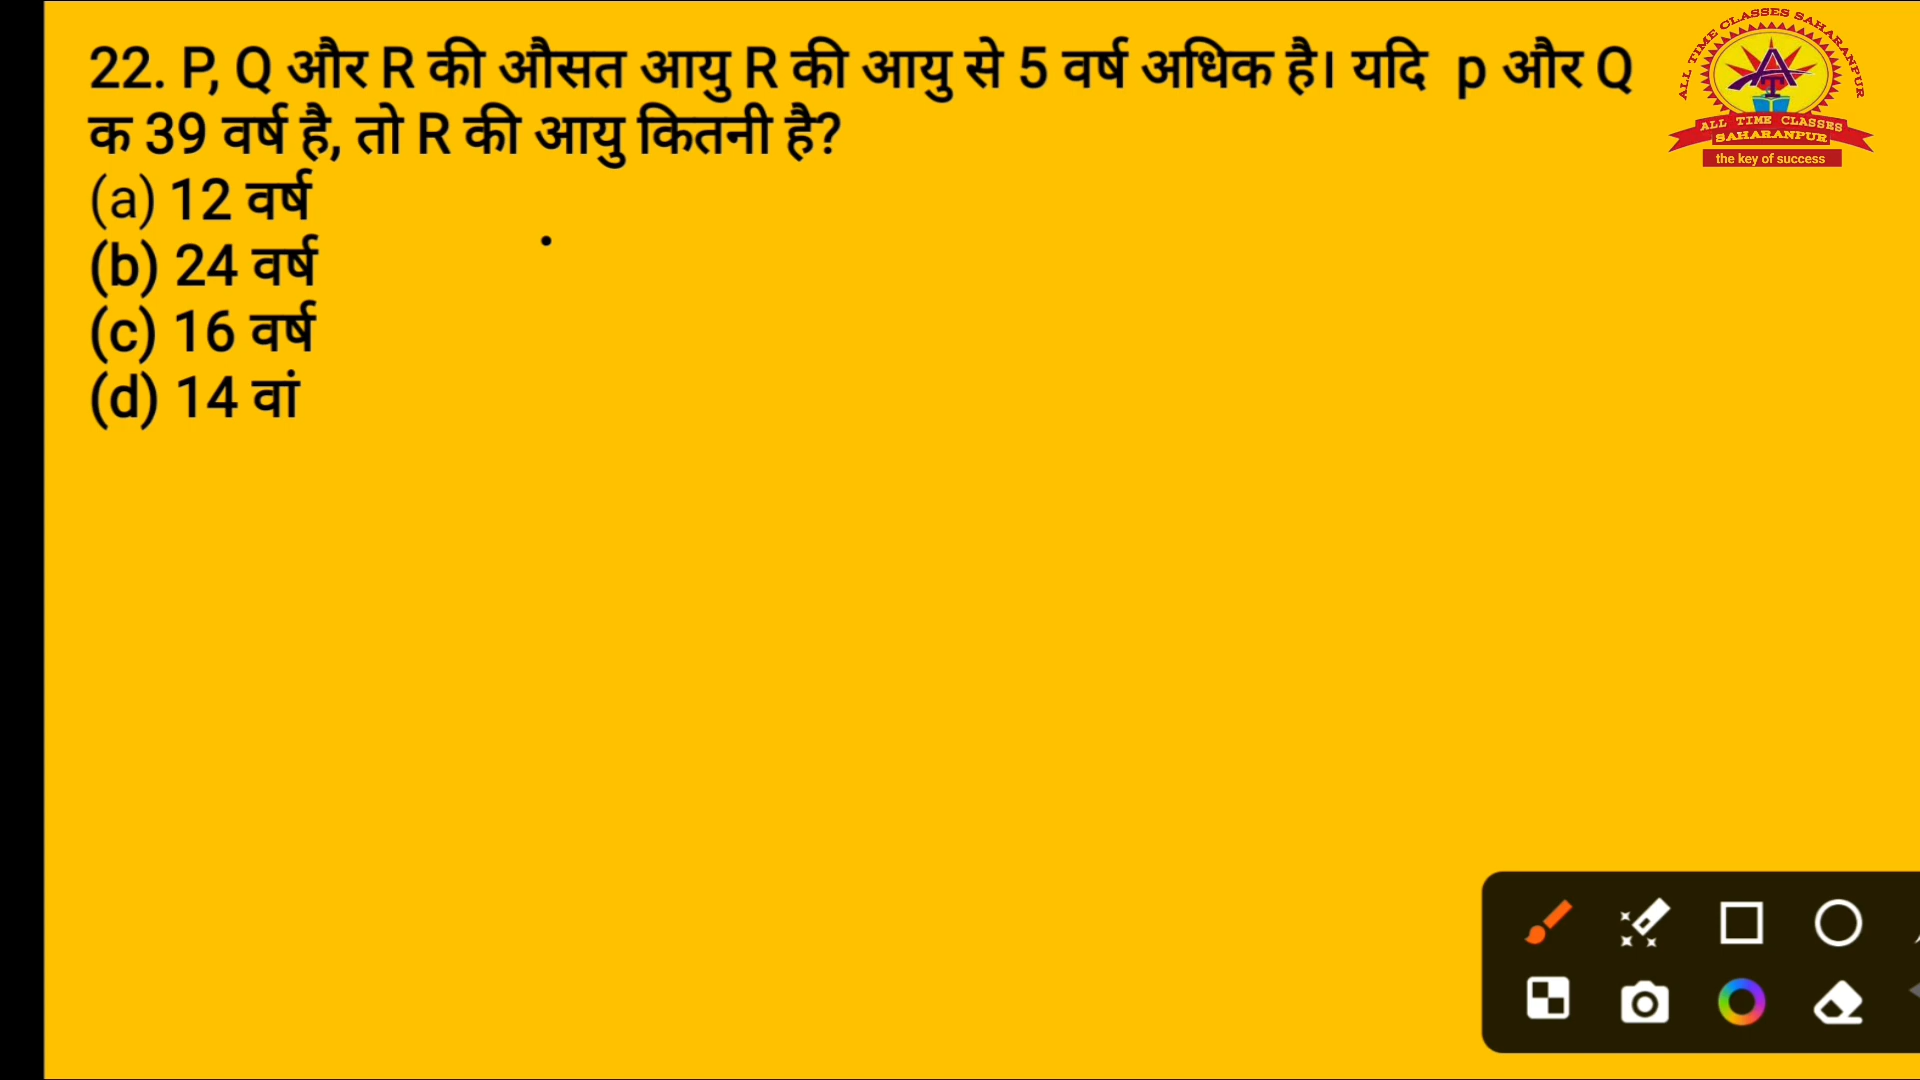 22. P, Q और R की औसत आयु R की आयु से 5 वर्ष अधिक है। यदि p और Q
क 39 वर्ष है, तो R की आयु कितनी है?
(a) 12 वर्ष
(b) 24 वर्ष
(c) 16 वर्ष
(d) 14 वां
ALL TIME CLASSES SAHARANPUR
ALL TIME CLASSES
SAHARANPUR
the key of success